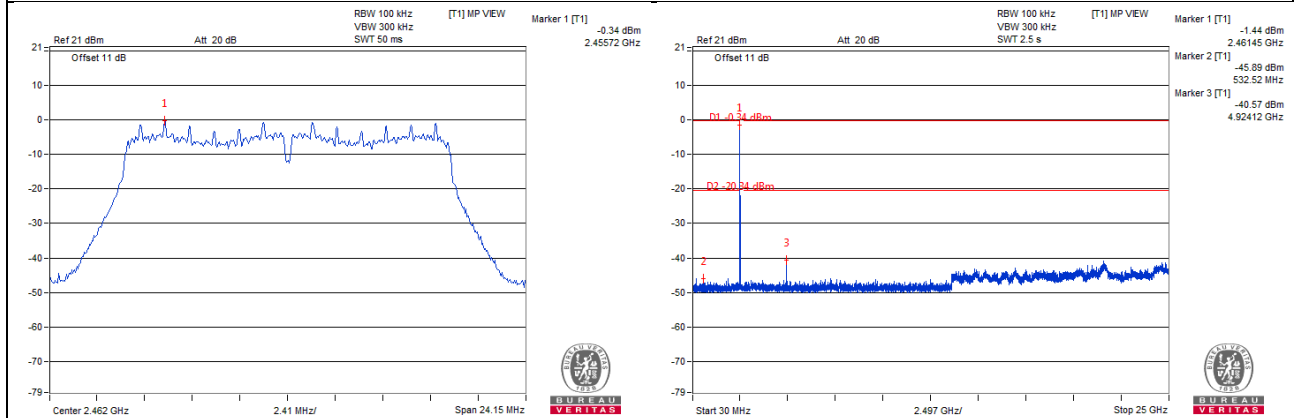 RBW 100 kHz [T1] MP VIEW
VBW 300 kHz
Ref 21 dBm Att 20 dB SWT 50 ms
Marker 1 [T1]
-0.34 dBm
2.45572 GHz
21
Offset 11 dB
10
0
-10
-20
-30
-40
-50
-60
-70
-79
1
Center 2.462 GHz 2.41 MHz/ Span 24.15 MHz
BUREAU VERITAS
1828
BUREAU
VERITAS
RBW 100 kHz [T1] MP VIEW
VBW 300 kHz
Ref 21 dBm Att 20 dB SWT 2.5 s
Marker 1 [T1]
-1.44 dBm
2.46145 GHz
Marker 2 [T1]
-45.89 dBm
532.52 MHz
Marker 3 [T1]
-40.57 dBm
4.92412 GHz
21
Offset 11 dB
10
0
-10
-20
-30
-40
-50
-60
-70
-79
1
D1 -0.34 dBm
D2 -20.34 dBm
2
3
Start 30 MHz 2.497 GHz/ Stop 25 GHz
BUREAU VERITAS
1828
BUREAU
VERITAS